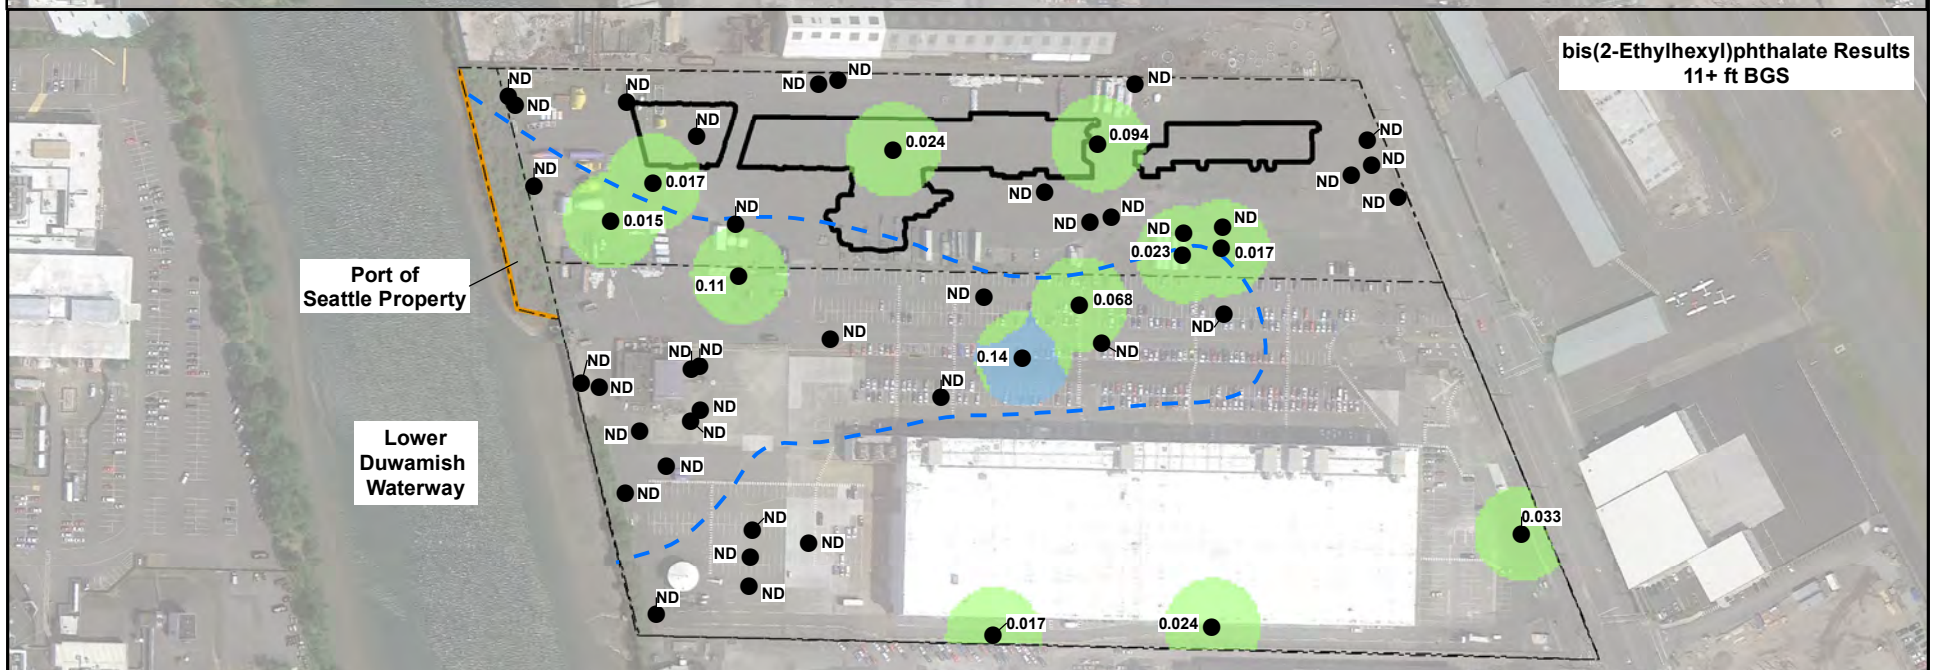 bis(2-Ethylhexyl)phthalate Results
11+ ft BGS
ND
ND
ND
ND
ND
ND
ND
ND
0.024
0.094
ND
ND
ND
ND
ND
0.017
ND
0.015
ND
ND
ND
ND
ND
0.023
0.017
Port of
Seattle Property
0.11
ND
0.068
ND
ND
ND
0.14
ND
ND
ND
ND
ND
ND
ND
ND
ND
Lower
Duwamish
Waterway
ND
ND
ND
ND
ND
ND
0.033
ND
ND
0.017
0.024